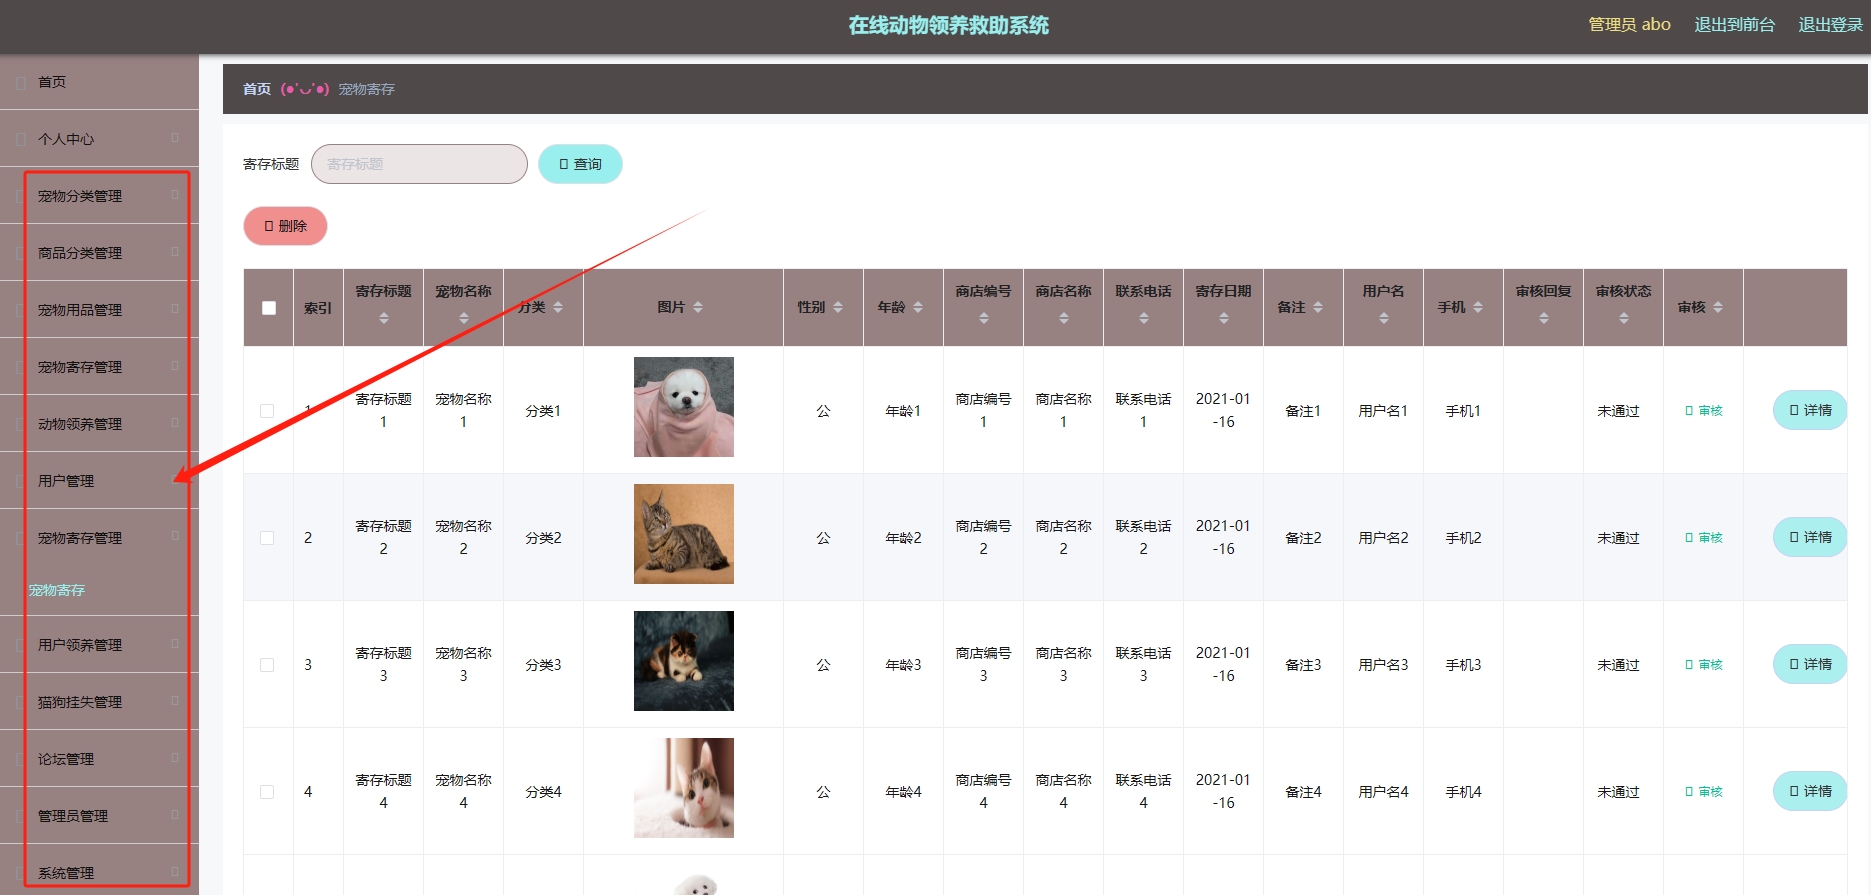 在线动物领养救助系统
管理员 abo 退出到前台 退出登录
首页
个人中心
宠物分类管理
商品分类管理
宠物用品管理
宠物寄存管理
动物领养管理
用户管理
宠物寄存管理
宠物寄存
用户领养管理
猫狗挂失管理
论坛管理
管理员管理
系统管理
首页 (●'◡'●) 宠物寄存
寄存标题 寄存标题 查询
删除
索引 寄存标题 宠物名称 分类 图片 性别 年龄 商店编号 商店名称 联系电话 寄存日期 备注 用户名 手机 审核回复 审核状态 审核
1 寄存标题1 宠物名称1 分类1 公 年龄1 商店编号1 商店名称1 联系电话1 2021-01-16 备注1 用户名1 手机1 未通过 审核 详情
2 寄存标题2 宠物名称2 分类2 公 年龄2 商店编号2 商店名称2 联系电话2 2021-01-16 备注2 用户名2 手机2 未通过 审核 详情
3 寄存标题3 宠物名称3 分类3 公 年龄3 商店编号3 商店名称3 联系电话3 2021-01-16 备注3 用户名3 手机3 未通过 审核 详情
4 寄存标题4 宠物名称4 分类4 公 年龄4 商店编号4 商店名称4 联系电话4 2021-01-16 备注4 用户名4 手机4 未通过 审核 详情